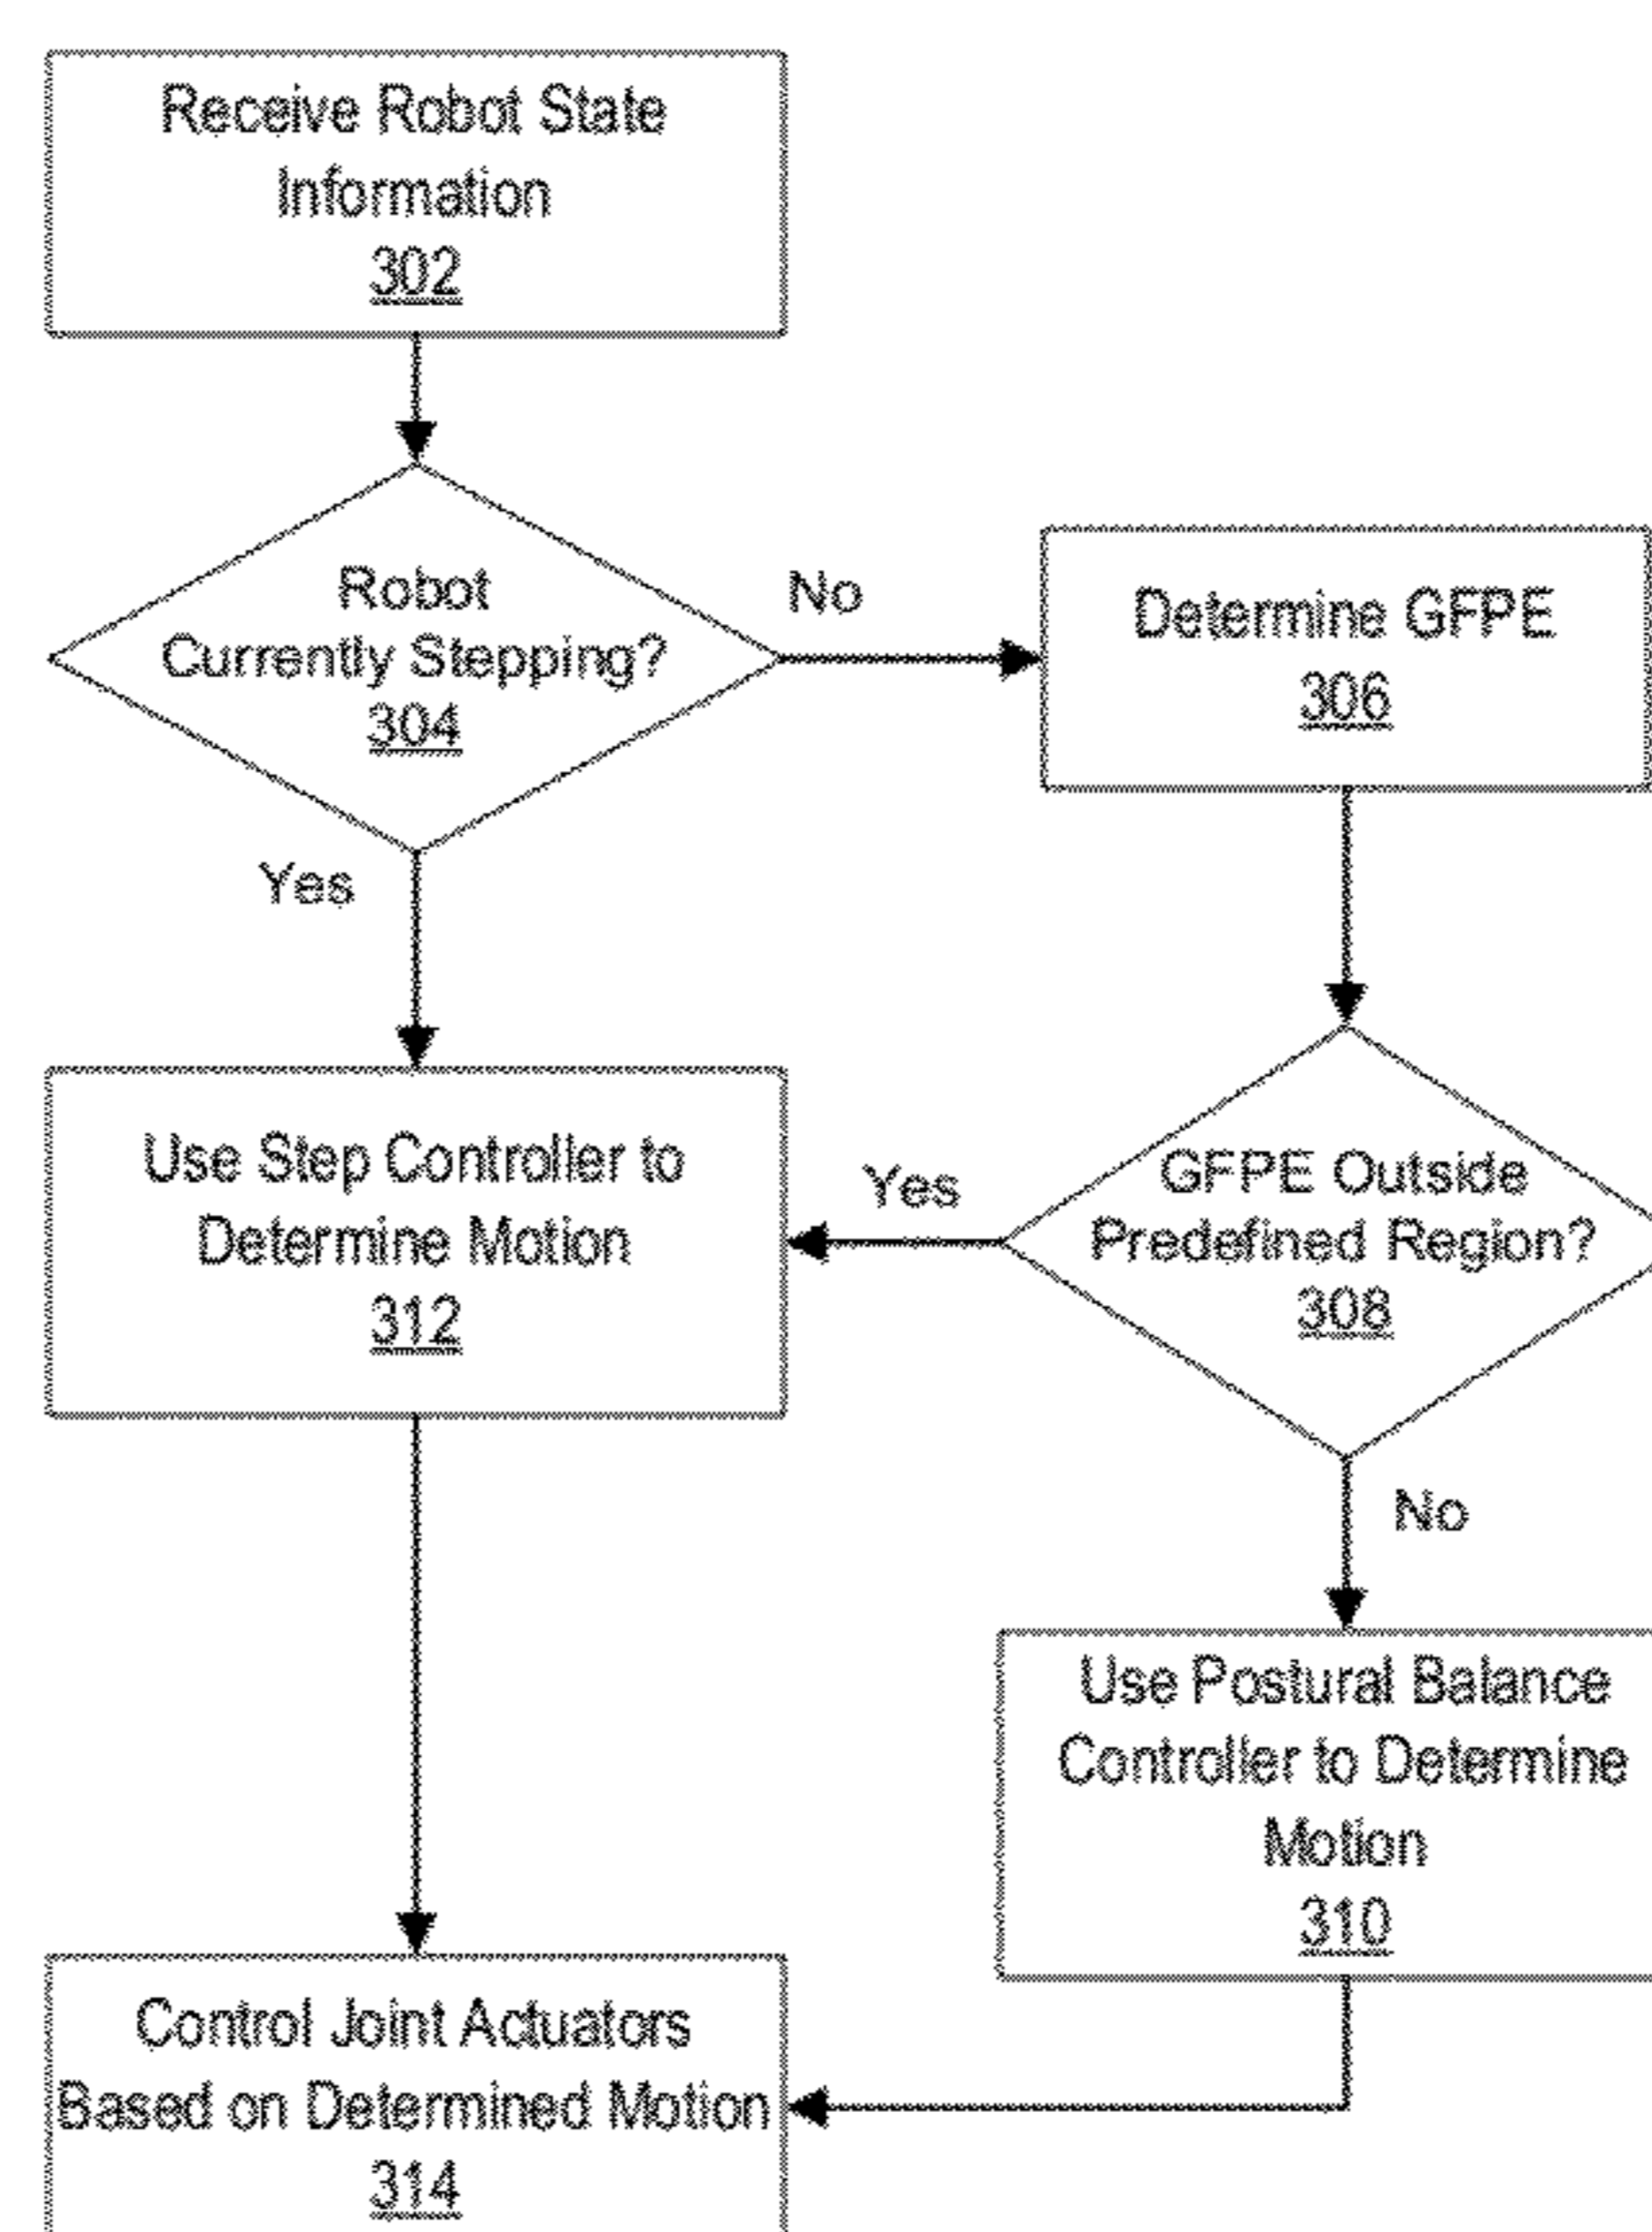 Receive Robot State
Information
302
Robot
Currently Stepping?
304
No
Determine GFPE
306
Yes
Use Step Controller to
Determine Motion
312
Yes
GFPE Outside
Predefined Region?
308
No
Use Postural Balance
Controller to Determine
Motion
310
Control Joint Actuators
Based on Determined Motion
314